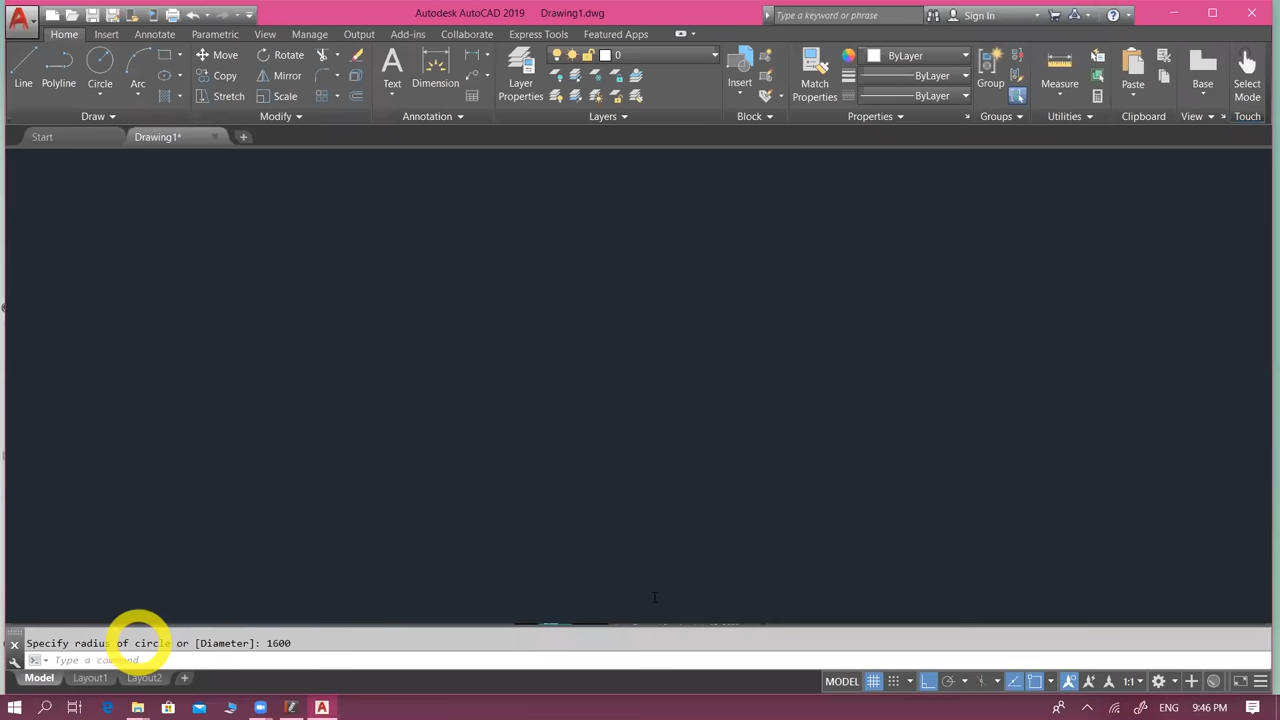 Autodesk AutoCAD 2019 Drawing1.dwg
Type a keyword or phrase
Sign In
Home Insert Annotate Parametric View Manage Output Add-ins Collaborate Express Tools Featured Apps
Line Polyline Circle Arc
Move Rotate
Copy Mirror
Stretch Scale
Text Dimension
Layer
Properties
0
Insert
Match
Properties
ByLayer
ByLayer
ByLayer
Group
Measure
Paste
Base
Select
Mode
Draw Modify Annotation Layers Block Properties Groups Utilities Clipboard View Touch
Start Drawing1*
Specify radius of circle or [Diameter]: 1600
Type a command
Model Layout1 Layout2
MODEL 1:1
ENG 9:46 PM